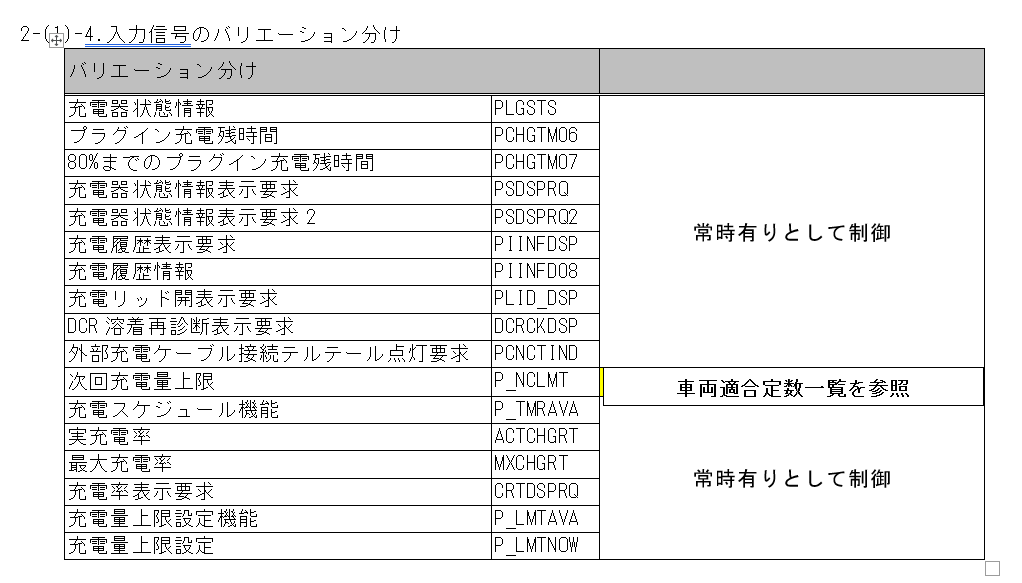 2-(1)-4.入力信号のバリエーション分け
バリエーション分け
充電器状態情報 PLGSTS
プラグイン充電残時間 PCHGTM06
80%までのプラグイン充電残時間 PCHGTM07
充電器状態情報表示要求 PSDSPRQ
充電器状態情報表示要求2 PSDSPRQ2
充電履歴表示要求 PIINFDSP
常時有りとして制御
充電履歴情報 PIINFD08
充電リッド開表示要求 PLID_DSP
DCR溶着再診断表示要求 DCRCKDSP
外部充電ケーブル接続テルテール点灯要求 PCNCTIND
次回充電量上限 P_NCLMT
車両適合定数一覧を参照
充電スケジュール機能 P_TMRAVA
実充電率 ACTCHGRT
最大充電率 MXCHGRT
常時有りとして制御
充電率表示要求 CRTDSPRQ
充電量上限設定機能 P_LMTAVA
充電量上限設定 P_LMTNOW